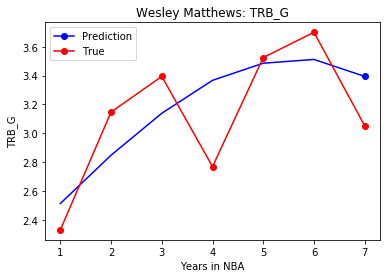 Wesley Matthews: TRB_G
Prediction
True
TRB_G
3.6
3.4
3.2
3.0
2.8
2.6
2.4
1 2 3 4 5 6 7
Years in NBA